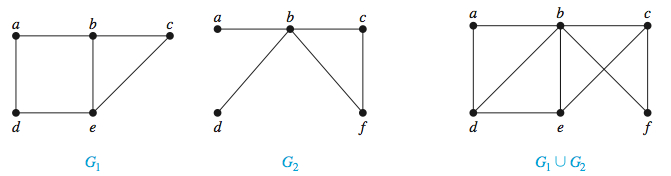 a b c a b c a b c
d e d f d e f
G1 G2 G1 ∪ G2